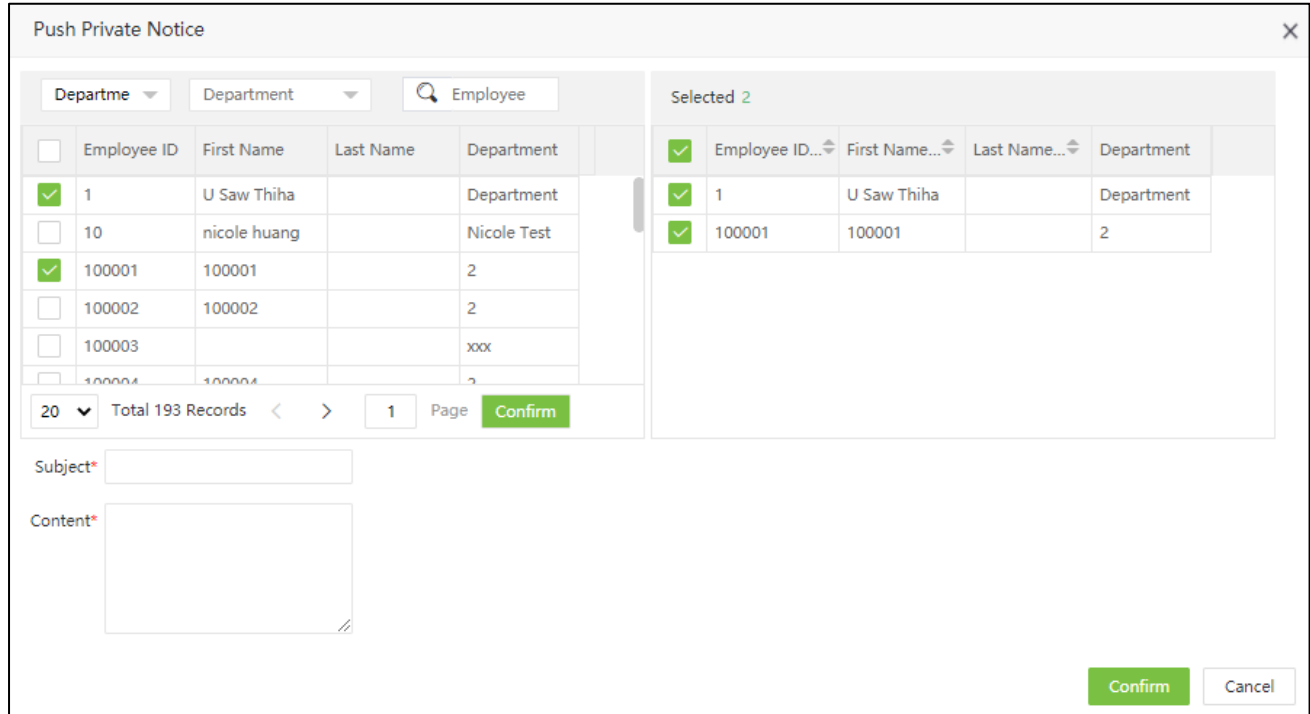 Push Private Notice
Departme Department Employee
Employee ID First Name Last Name Department
1 U Saw Thiha Department
10 nicole huang Nicole Test
100001 100001 2
100002 100002 2
100003 xxx
100004 100004 2
20 Total 193 Records < > 1 Page Confirm
Selected 2
Employee ID... First Name... Last Name... Department
1 U Saw Thiha Department
100001 100001 2
Subject*
Content*
Confirm Cancel